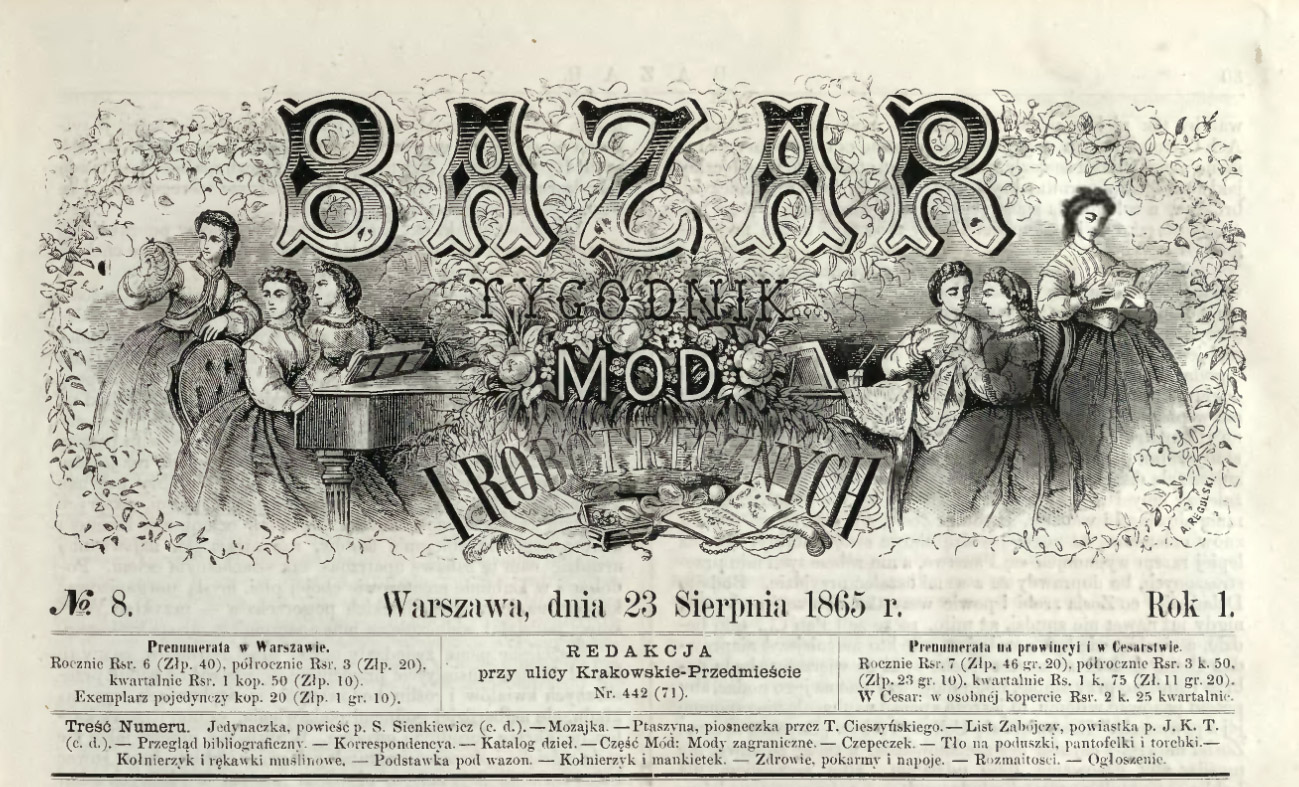 BAZAR
TYGODNIK
MÓD
I ROBÓT RĘCZNYCH
A. REGULSKI.
№ 8.
Warszawa, dnia 23 Sierpnia 1865 r.
Rok 1.
Prenumerata w Warszawie.
Rocznie Rsr. 6 (Złp. 40), półrocznie Rsr. 3 (Złp. 20),
kwartalnie Rsr. 1 kop. 50 (Złp. 10).
Exemplarz pojedynczy kop. 20 (Złp. 1 gr. 10).
REDAKCJA
przy ulicy Krakowskie-Przedmieście
Nr. 442 (71).
Prenumerata na prowincyi i w Cesarstwie.
Rocznie Rsr. 7 (Złp. 46 gr. 20), półrocznie Rsr. 3 k. 50,
(Złp. 23 gr. 10), kwartalnie Rs. 1 k. 75 (Zł. 11 gr. 20).
W Cesar: w osobnéj kopercie Rsr. 2 k. 25 kwartalnie.
Treść Numeru. Jedynaczka, powieść p. S. Sienkiewicz (c. d.).—Mozajka.—Ptaszyna, piosneczka przez T. Cieszyńskiego.—List Zabójczy, powiastka p. J. K. T.
(c. d.).— Przegląd bibliograficzny. — Korrespondencya.— Katalog dzieł.—Część Mód: Mody zagraniczne. — Czepeczek. — Tło na poduszki, pantofelki i torebki.—
Kołnierzyk i rękawki muślinowe. — Podstawka pod wazon. — Kołnierzyk i mankietek. — Zdrowie, pokarmy i napoje. — Rozmaitosci. — Ogłoszenie.